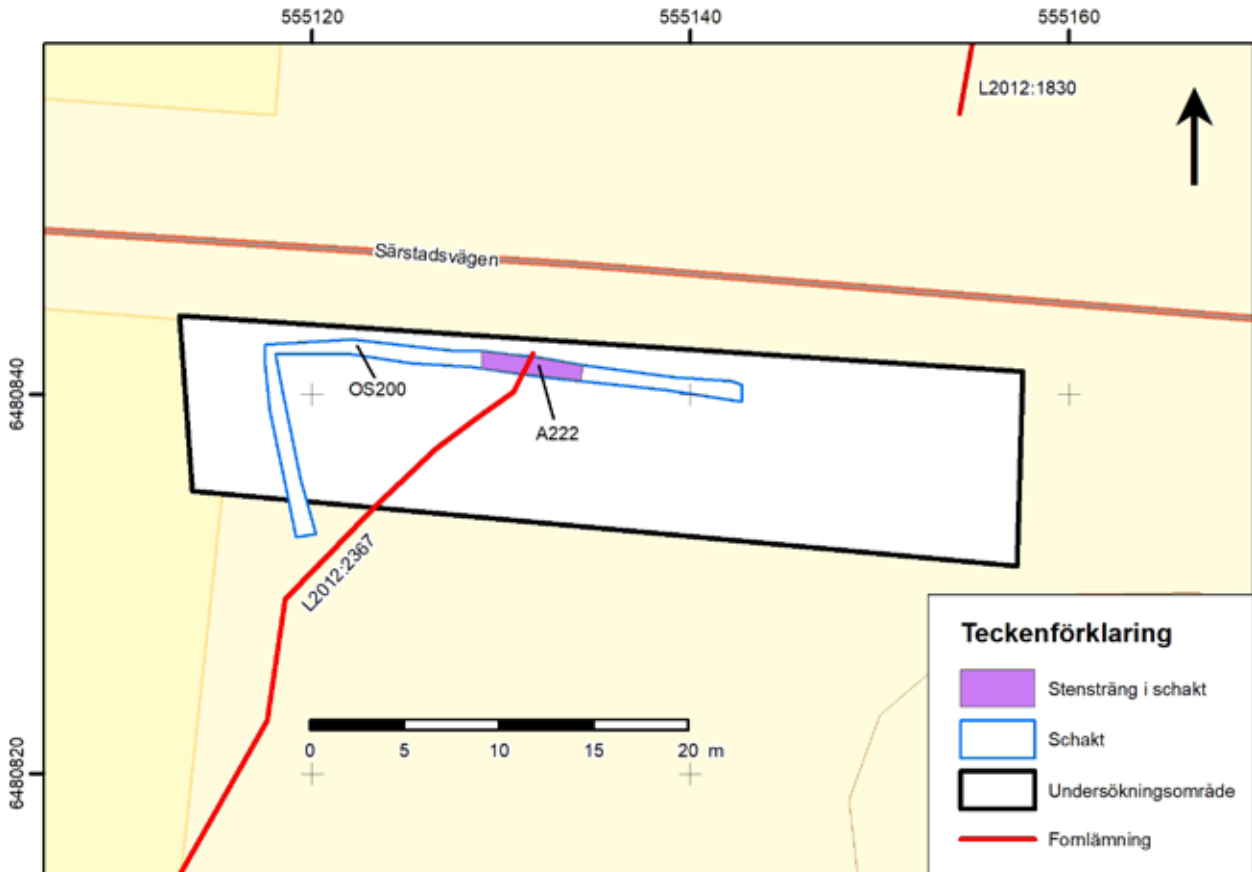 555120
555140
555160
L2012:1830
Särstadsvägen
6480840
OS200
A222
L2012:2367
Teckenförklaring
Stensträng i schakt
Schakt
Undersökningsområde
Fornlämning
0 5 10 15 20 m
6480820